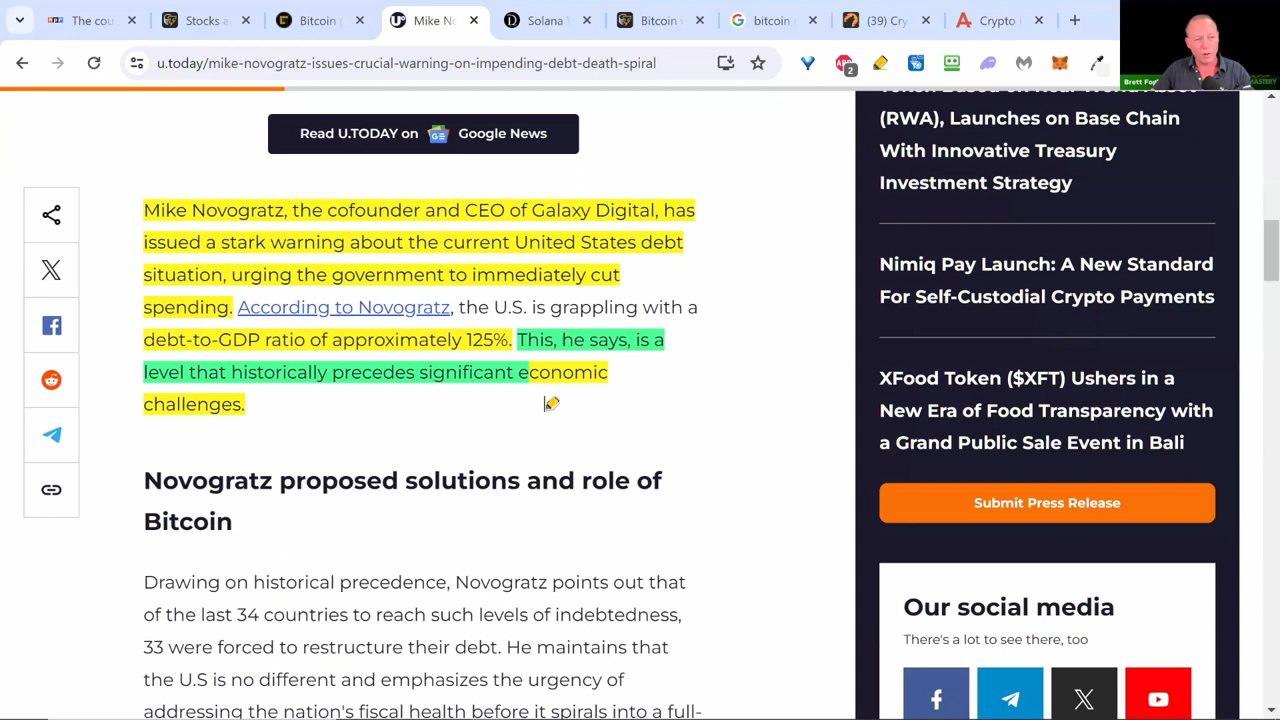 The cou
Stocks a
Bitcoin (
Mike No
Solana
Bitcoin
bitcoin
(39) Cry
Crypto
u.today/mike-novogratz-issues-crucial-warning-on-impending-debt-death-spiral
2
Brett
MASTERY
Read U.TODAY on Google News
Mike Novogratz, the cofounder and CEO of Galaxy Digital, has
issued a stark warning about the current United States debt
situation, urging the government to immediately cut
spending. According to Novogratz, the U.S. is grappling with a
debt-to-GDP ratio of approximately 125%. This, he says, is a
level that historically precedes significant economic
challenges.
Novogratz proposed solutions and role of
Bitcoin
Drawing on historical precedence, Novogratz points out that
of the last 34 countries to reach such levels of indebtedness,
33 were forced to restructure their debt. He maintains that
the U.S is no different and emphasizes the urgency of
addressing the nation's fiscal health before it spirals into a full-
(RWA), Launches on Base Chain
With Innovative Treasury
Investment Strategy
Nimiq Pay Launch: A New Standard
For Self-Custodial Crypto Payments
XFood Token ($XFT) Ushers in a
New Era of Food Transparency with
a Grand Public Sale Event in Bali
Submit Press Release
Our social media
There's a lot to see there, too